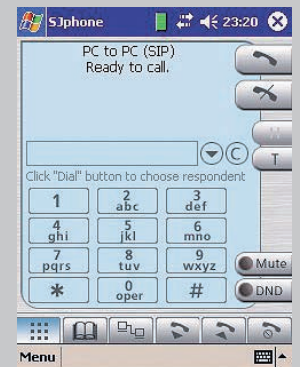 SJphone 23:20
PC to PC (SIP)
Ready to call.
C
H
T
Click "Dial" button to choose respondent
1 2 3
abc def
4 5 6
ghi jkl mno
7 8 9
pqrs tuv wxyz
Mute
* 0 #
oper
DND
Menu